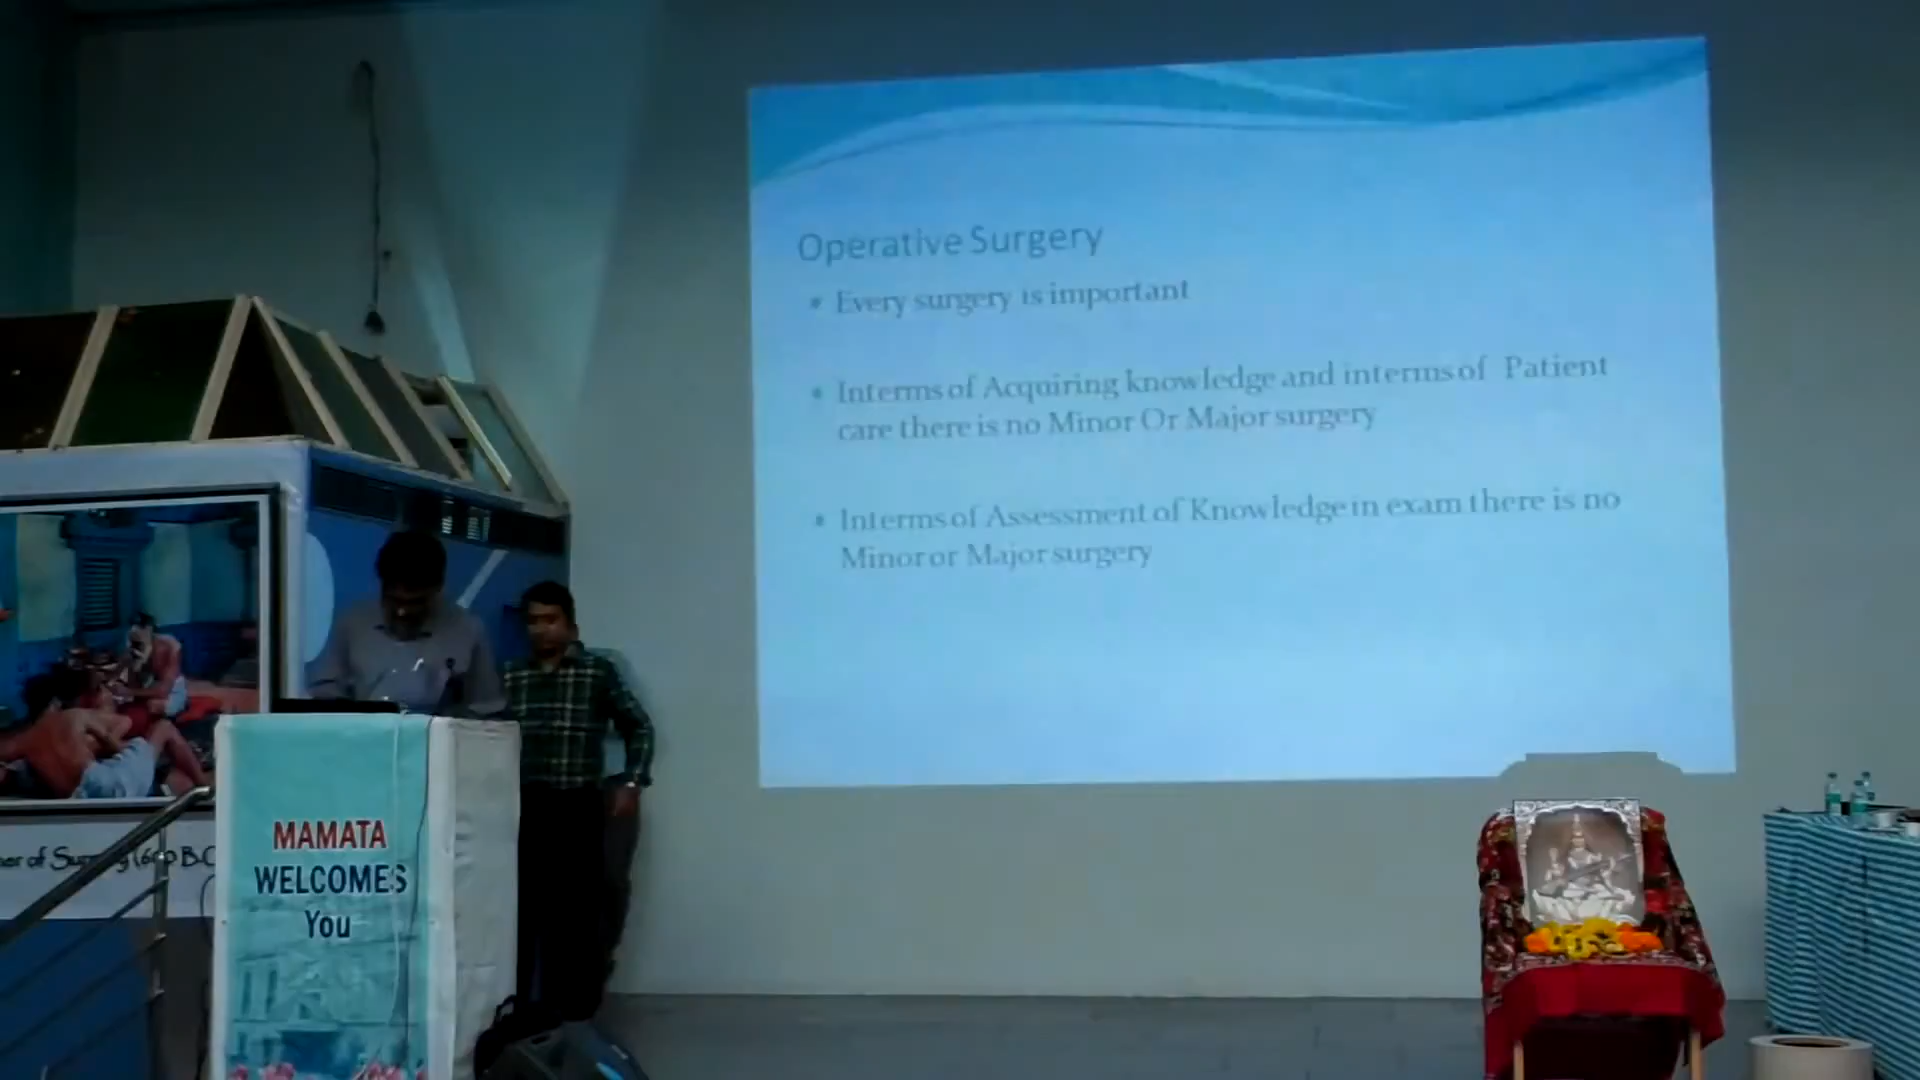 Operative Surgery
• Every surgery is important
• Interms of Acquiring knowledge and interms of Patient
care there is no Minor Or Major surgery
• Interms of Assessment of Knowledge in exam there is no
Minor or Major surgery
MAMATA
WELCOMES
You
of